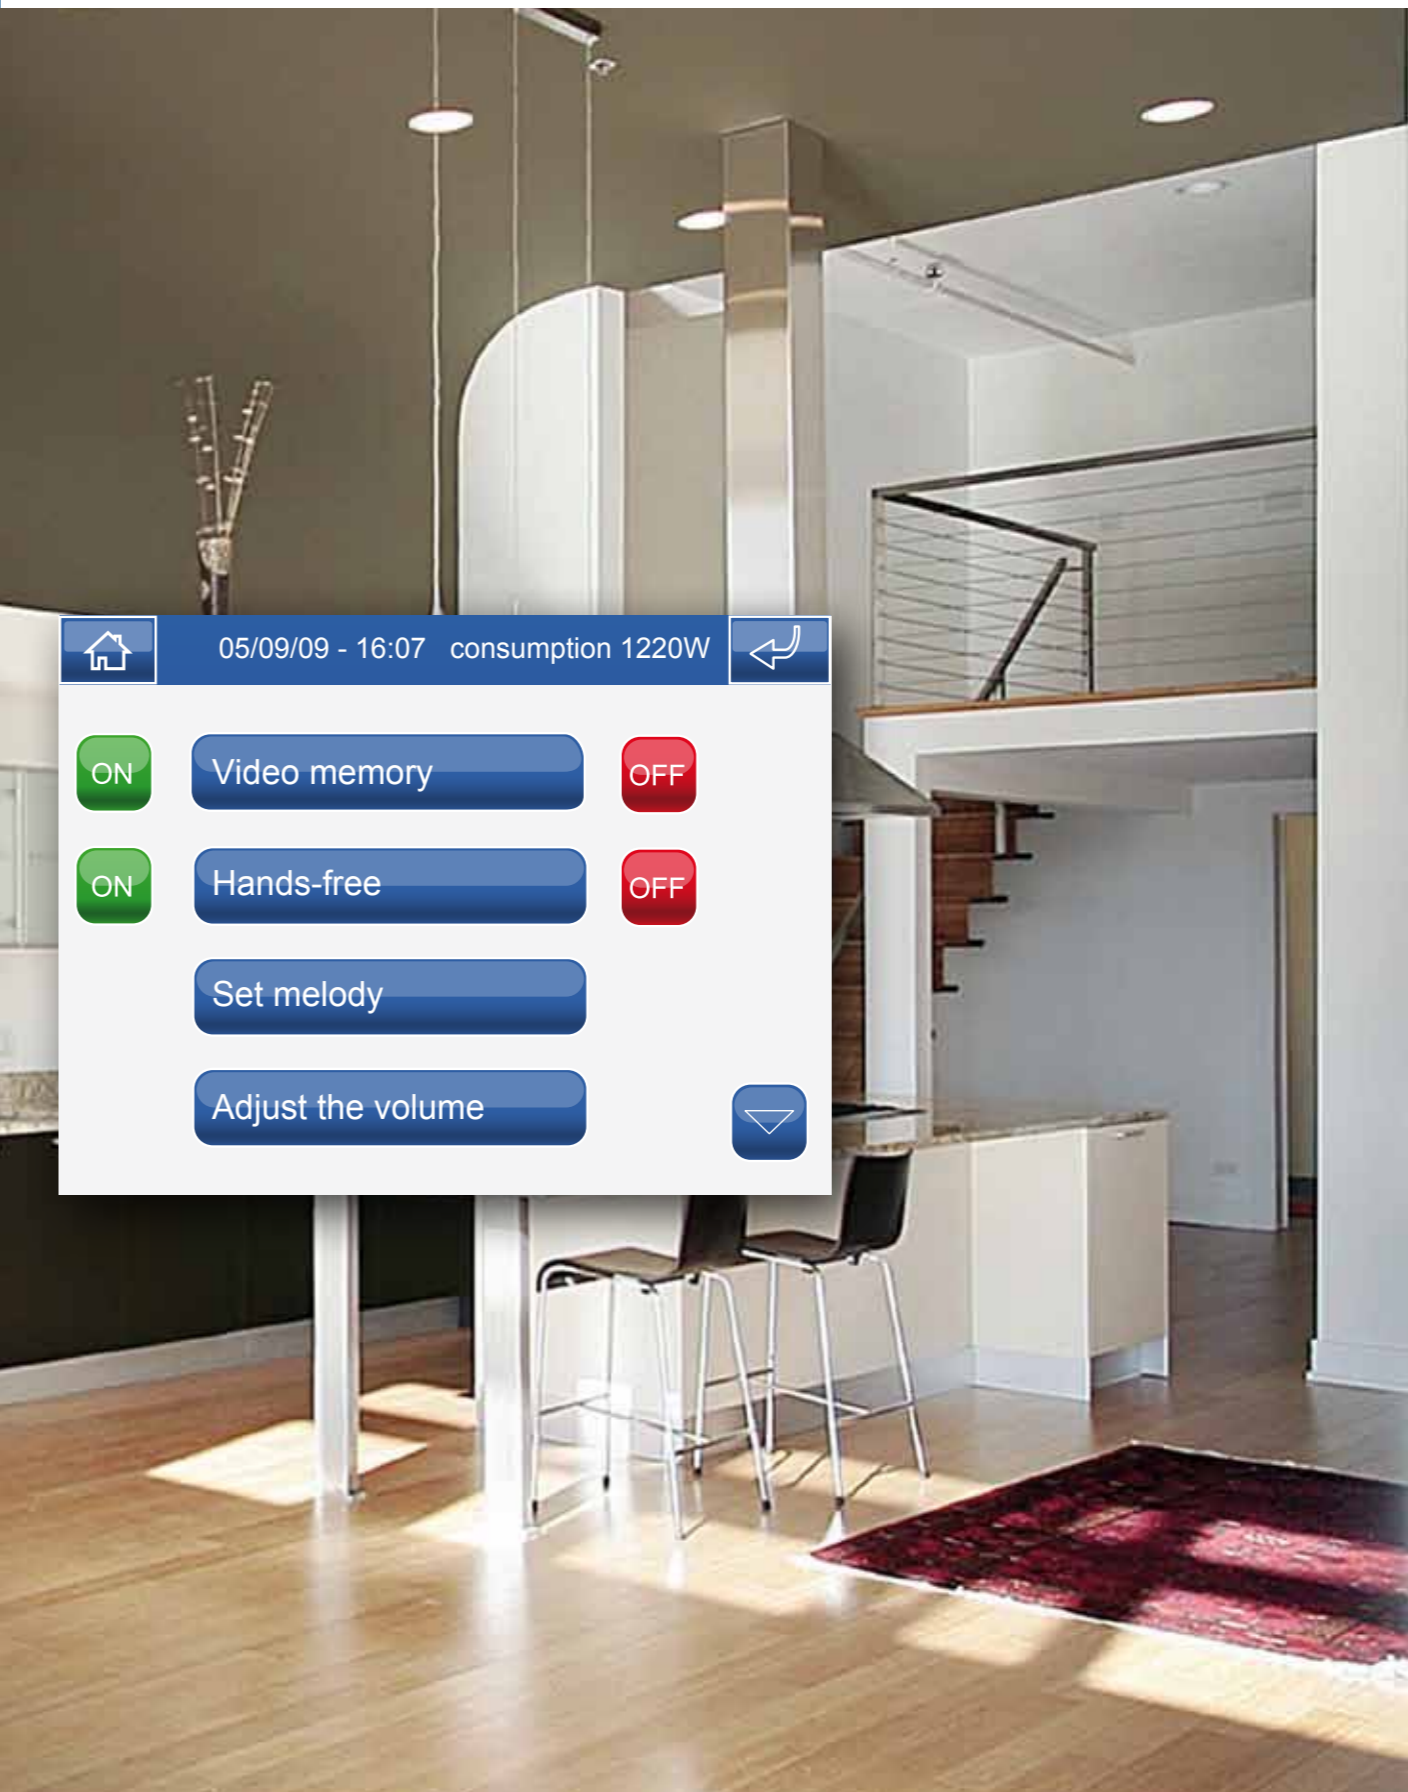 05/09/09 - 16:07 consumption 1220W
ON Video memory OFF
ON Hands-free OFF
Set melody
Adjust the volume